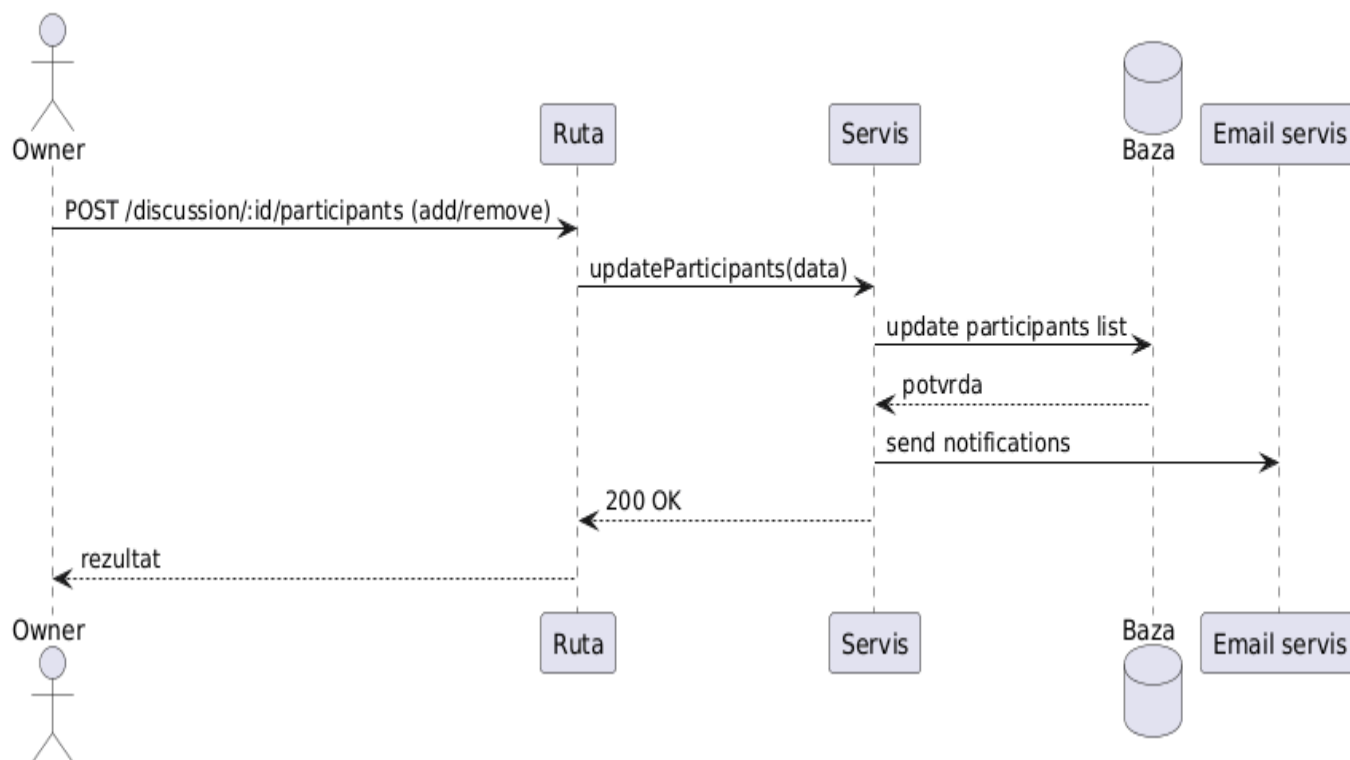 Owner
Ruta
Servis
Baza
Email servis
POST /discussion/:id/participants (add/remove)
updateParticipants(data)
update participants list
potvrda
send notifications
200 OK
rezultat
Owner
Ruta
Servis
Baza
Email servis